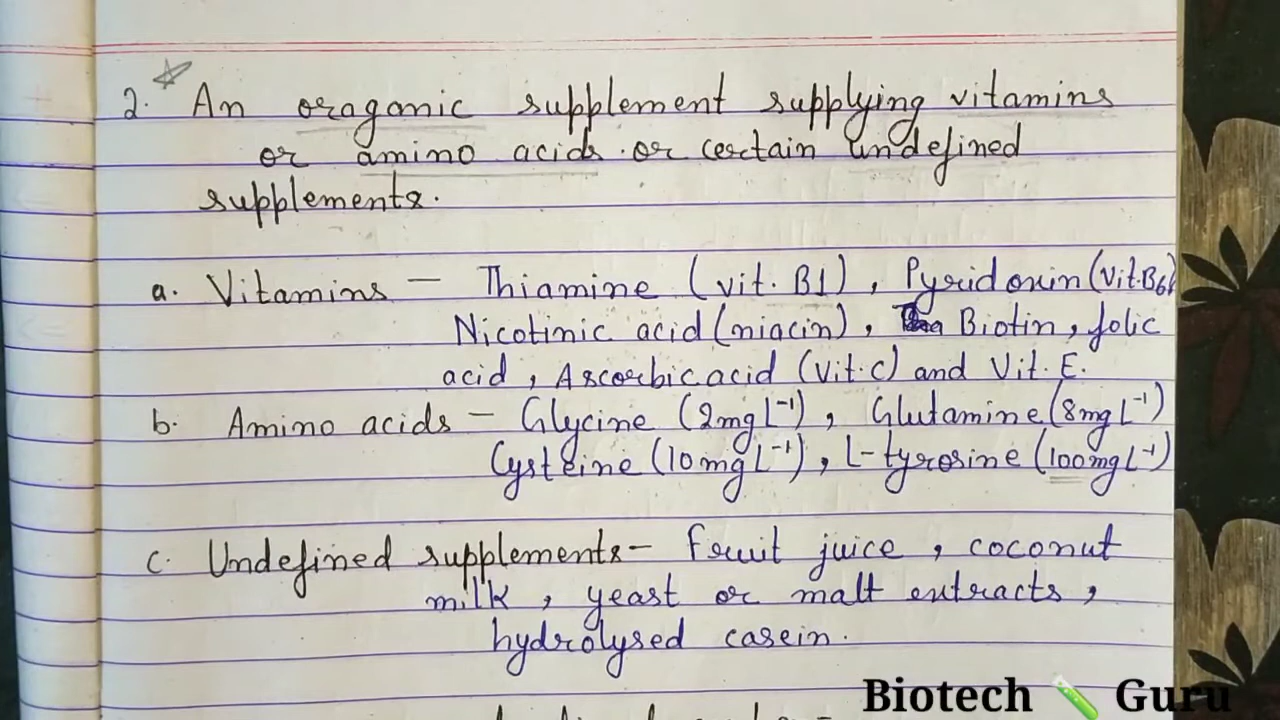 2. An oraganic supplement supplying vitamins
or amino acids or certain undefined
supplements.
a. Vitamins — Thiamine (vit. B1), Pyridoxin (Vit.B6)
Nicotinic acid (niacin), Biotin, folic
acid, Ascorbic acid (Vit.C) and Vit. E.
b. Amino acids — Glycine (2mg L⁻¹), Glutamine (8mg L⁻¹)
Cysteine (10mg L⁻¹), L-tyrosine (100mg L⁻¹)
c. Undefined supplements- fruit juice, coconut
milk, yeast or malt extracts,
hydrolysed casein.
Biotech Guru